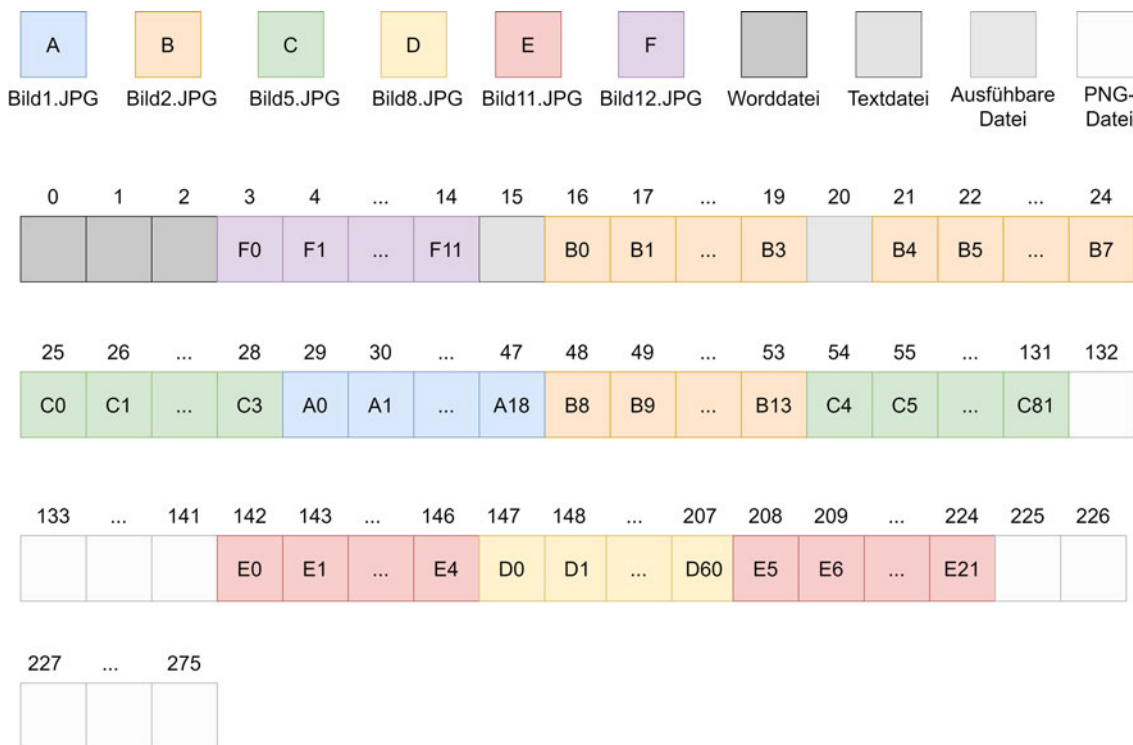 A B C D E F
Bild1.JPG Bild2.JPG Bild5.JPG Bild8.JPG Bild11.JPG Bild12.JPG Worddatei Textdatei Ausfühbare Datei PNG-Datei
0 1 2 3 4 ... 14 15 16 17 ... 19 20 21 22 ... 24
F0 F1 ... F11 B0 B1 ... B3 B4 B5 ... B7
25 26 ... 28 29 30 ... 47 48 49 ... 53 54 55 ... 131 132
C0 C1 ... C3 A0 A1 ... A18 B8 B9 ... B13 C4 C5 ... C81
133 ... 141 142 143 ... 146 147 148 ... 207 208 209 ... 224 225 226
E0 E1 ... E4 D0 D1 ... D60 E5 E6 ... E21
227 ... 275